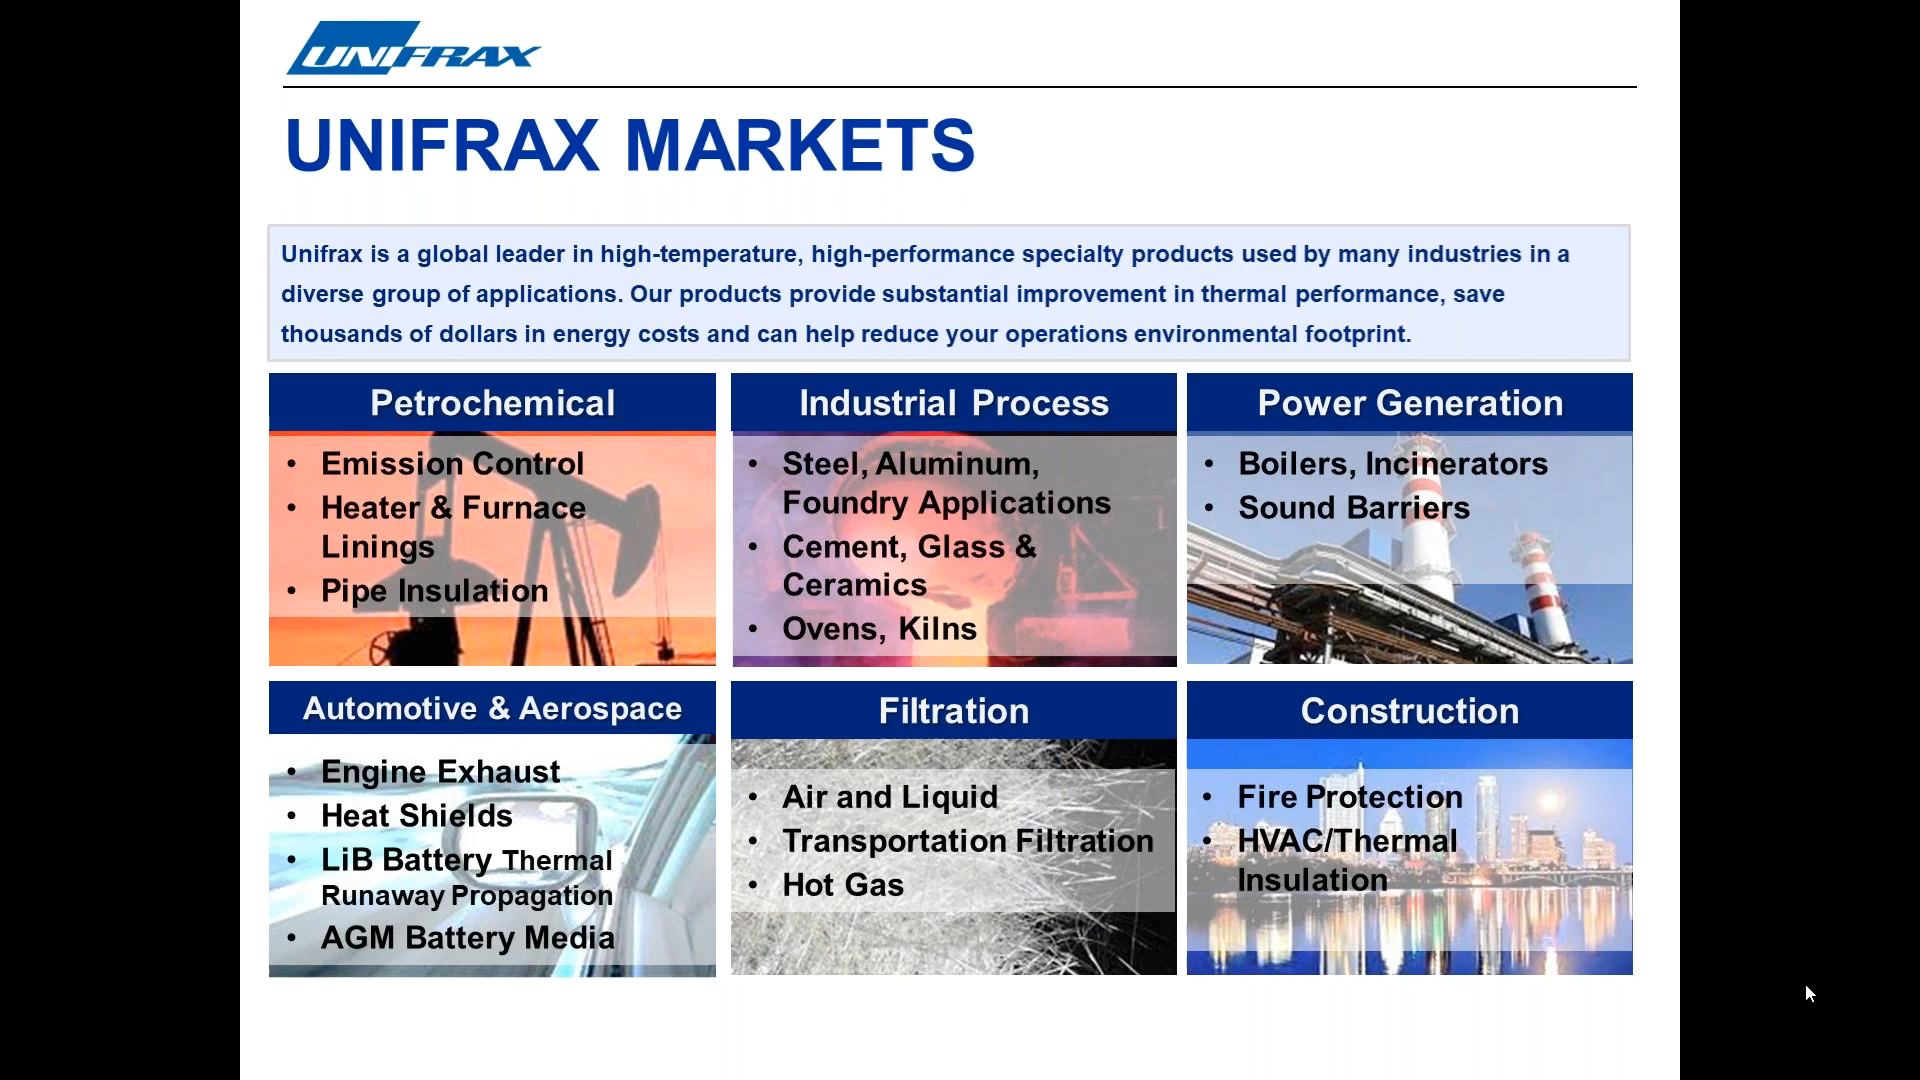 UNIFRAX
UNIFRAX MARKETS
Unifrax is a global leader in high-temperature, high-performance specialty products used by many industries in a
diverse group of applications. Our products provide substantial improvement in thermal performance, save
thousands of dollars in energy costs and can help reduce your operations environmental footprint.
Petrochemical
• Emission Control
• Heater & Furnace
Linings
• Pipe Insulation
Industrial Process
• Steel, Aluminum,
Foundry Applications
• Cement, Glass &
Ceramics
• Ovens, Kilns
Power Generation
• Boilers, Incinerators
• Sound Barriers
Automotive & Aerospace
• Engine Exhaust
• Heat Shields
• LiB Battery Thermal
Runaway Propagation
• AGM Battery Media
Filtration
• Air and Liquid
• Transportation Filtration
• Hot Gas
Construction
• Fire Protection
• HVAC/Thermal
Insulation